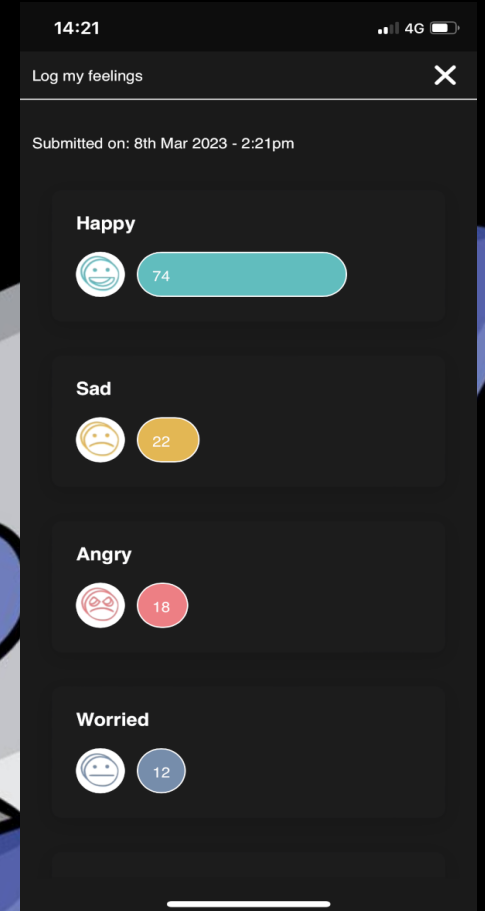 14:21
4G
Log my feelings
Submitted on: 8th Mar 2023 - 2:21pm
Happy
74
Sad
22
Angry
18
Worried
12